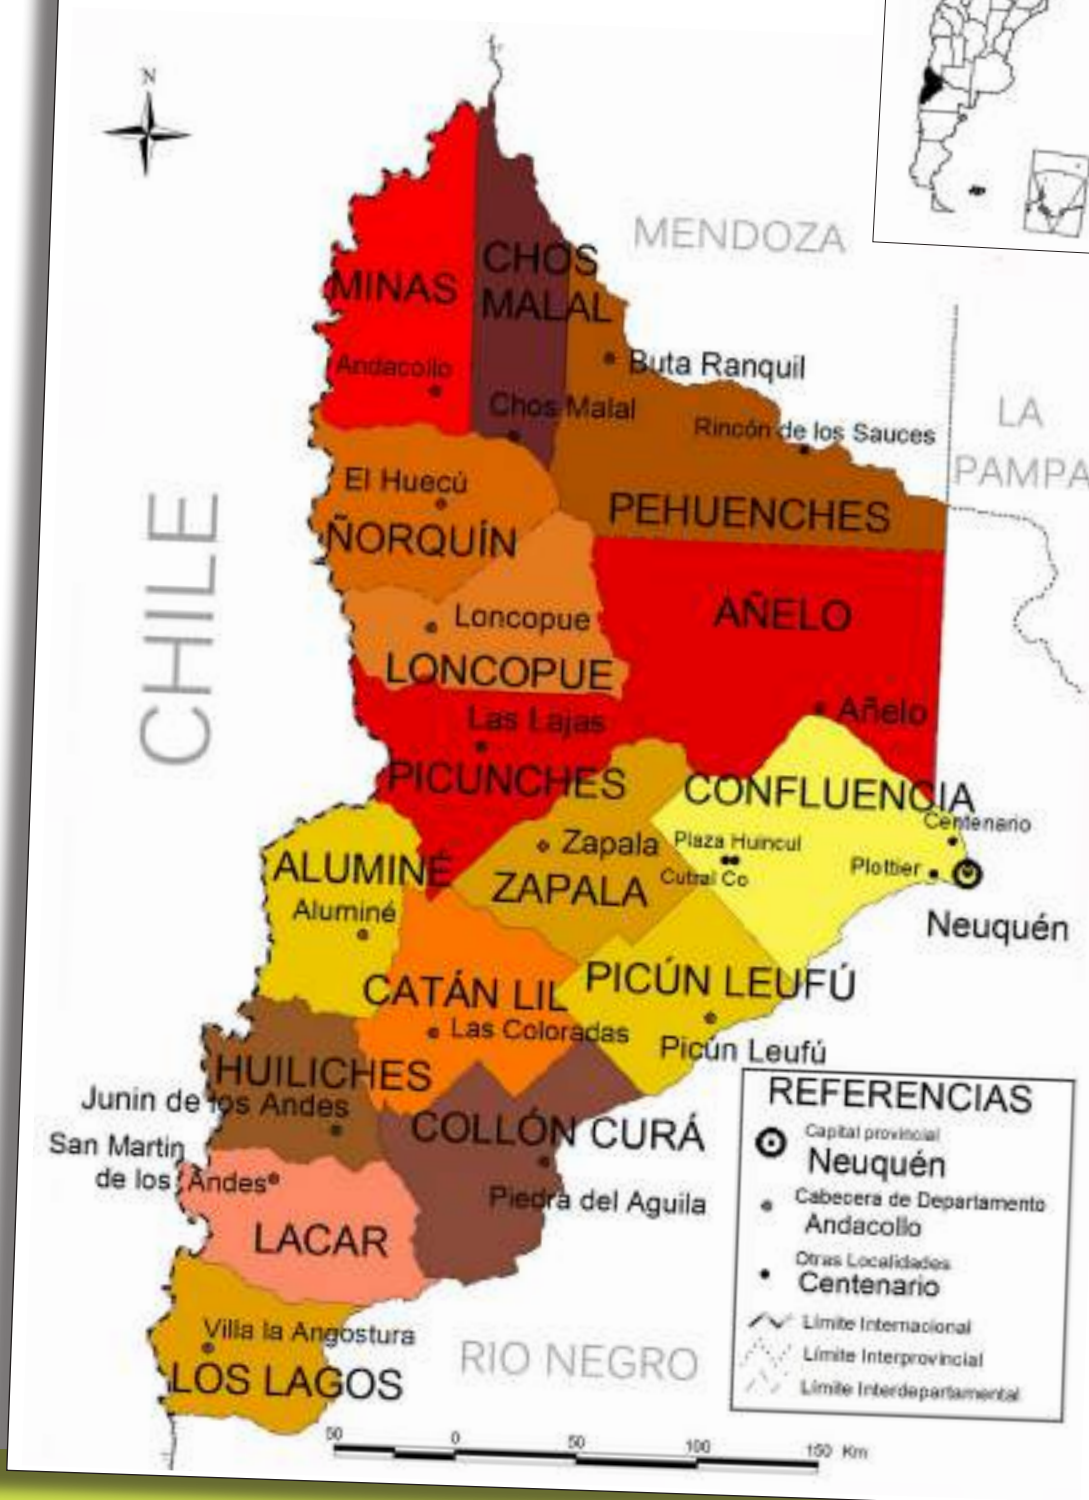 N
MENDOZA
CHOS
MALAL
MINAS
Andacollo
Buta Ranquil
Chos Malal
Rincón de los Sauces
LA
PAMPA
El Huecú
PEHUENCHES
ÑORQUÍN
CHILE
AÑELO
Loncopue
LONCOPUE
Las Lajas
Añelo
PICUNCHES
CONFLUENCIA
Centenario
Zapala
Plaza Huincul
ALUMINÉ
Cutral Co
Plottier
ZAPALA
Aluminé
Neuquén
CATÁN LIL
PICÚN LEUFÚ
Las Coloradas
Picún Leufú
HUILICHES
Junin de los Andes
COLLÓN CURÁ
San Martin
de los Andes
Piedra del Aguila
LACAR
Villa la Angostura
LOS LAGOS
RIO NEGRO
REFERENCIAS
Capital provincial
Neuquén
Cabecera de Departamento
Andacollo
Otras Localidades
Centenario
Límite Internacional
Límite Interprovincial
Límite Interdepartamental
50 0 50 100 150 Km